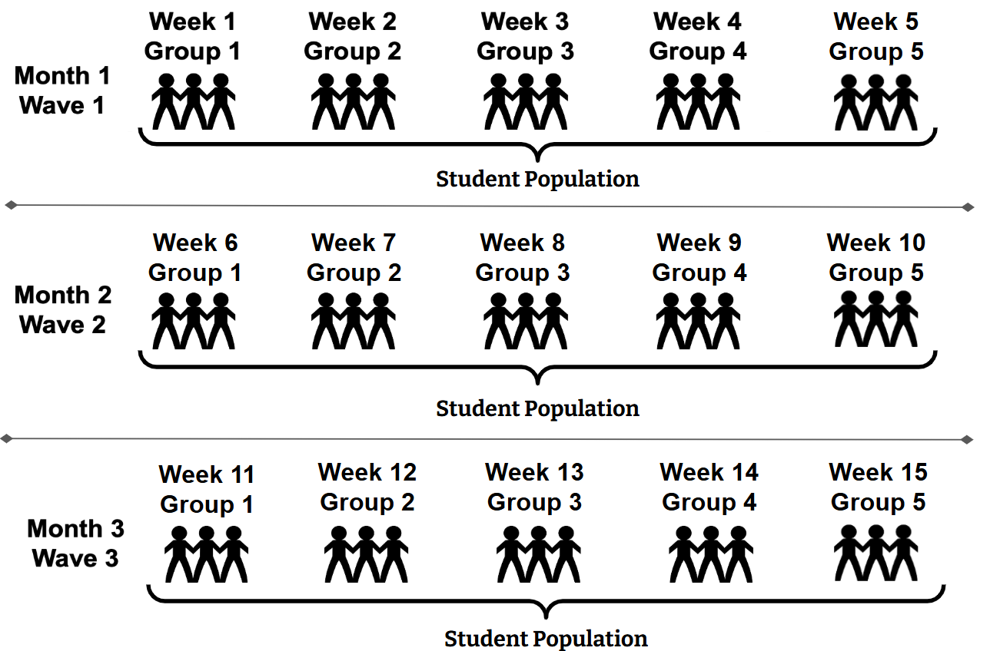 Week 1
Group 1
Week 2
Group 2
Week 3
Group 3
Week 4
Group 4
Week 5
Group 5
Month 1
Wave 1
Student Population
Week 6
Group 1
Week 7
Group 2
Week 8
Group 3
Week 9
Group 4
Week 10
Group 5
Month 2
Wave 2
Student Population
Week 11
Group 1
Week 12
Group 2
Week 13
Group 3
Week 14
Group 4
Week 15
Group 5
Month 3
Wave 3
Student Population